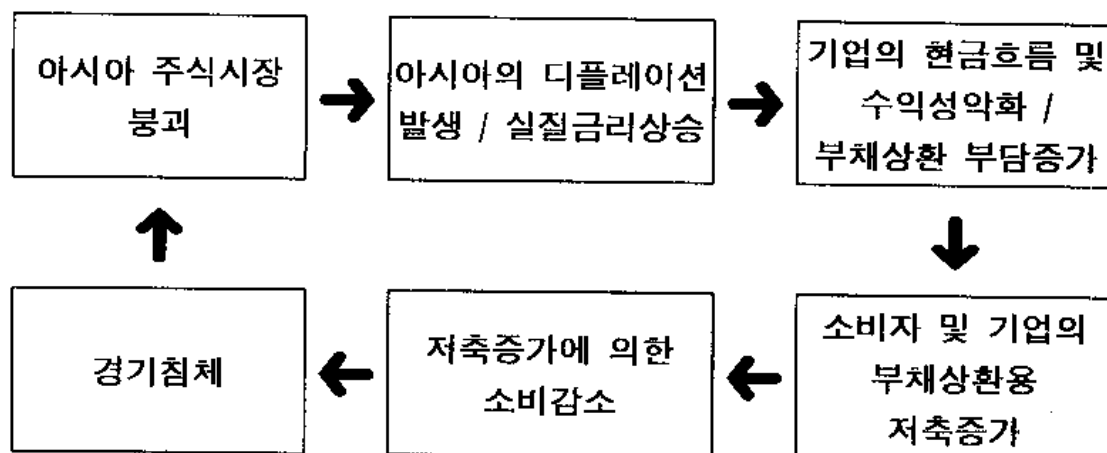 아시아 주식시장
붕괴
아시아의 디플레이션
발생 / 실질금리상승
기업의 현금흐름 및
수익성악화 /
부채상환 부담증가
소비자 및 기업의
부채상환용
저축증가
저축증가에 의한
소비감소
경기침체